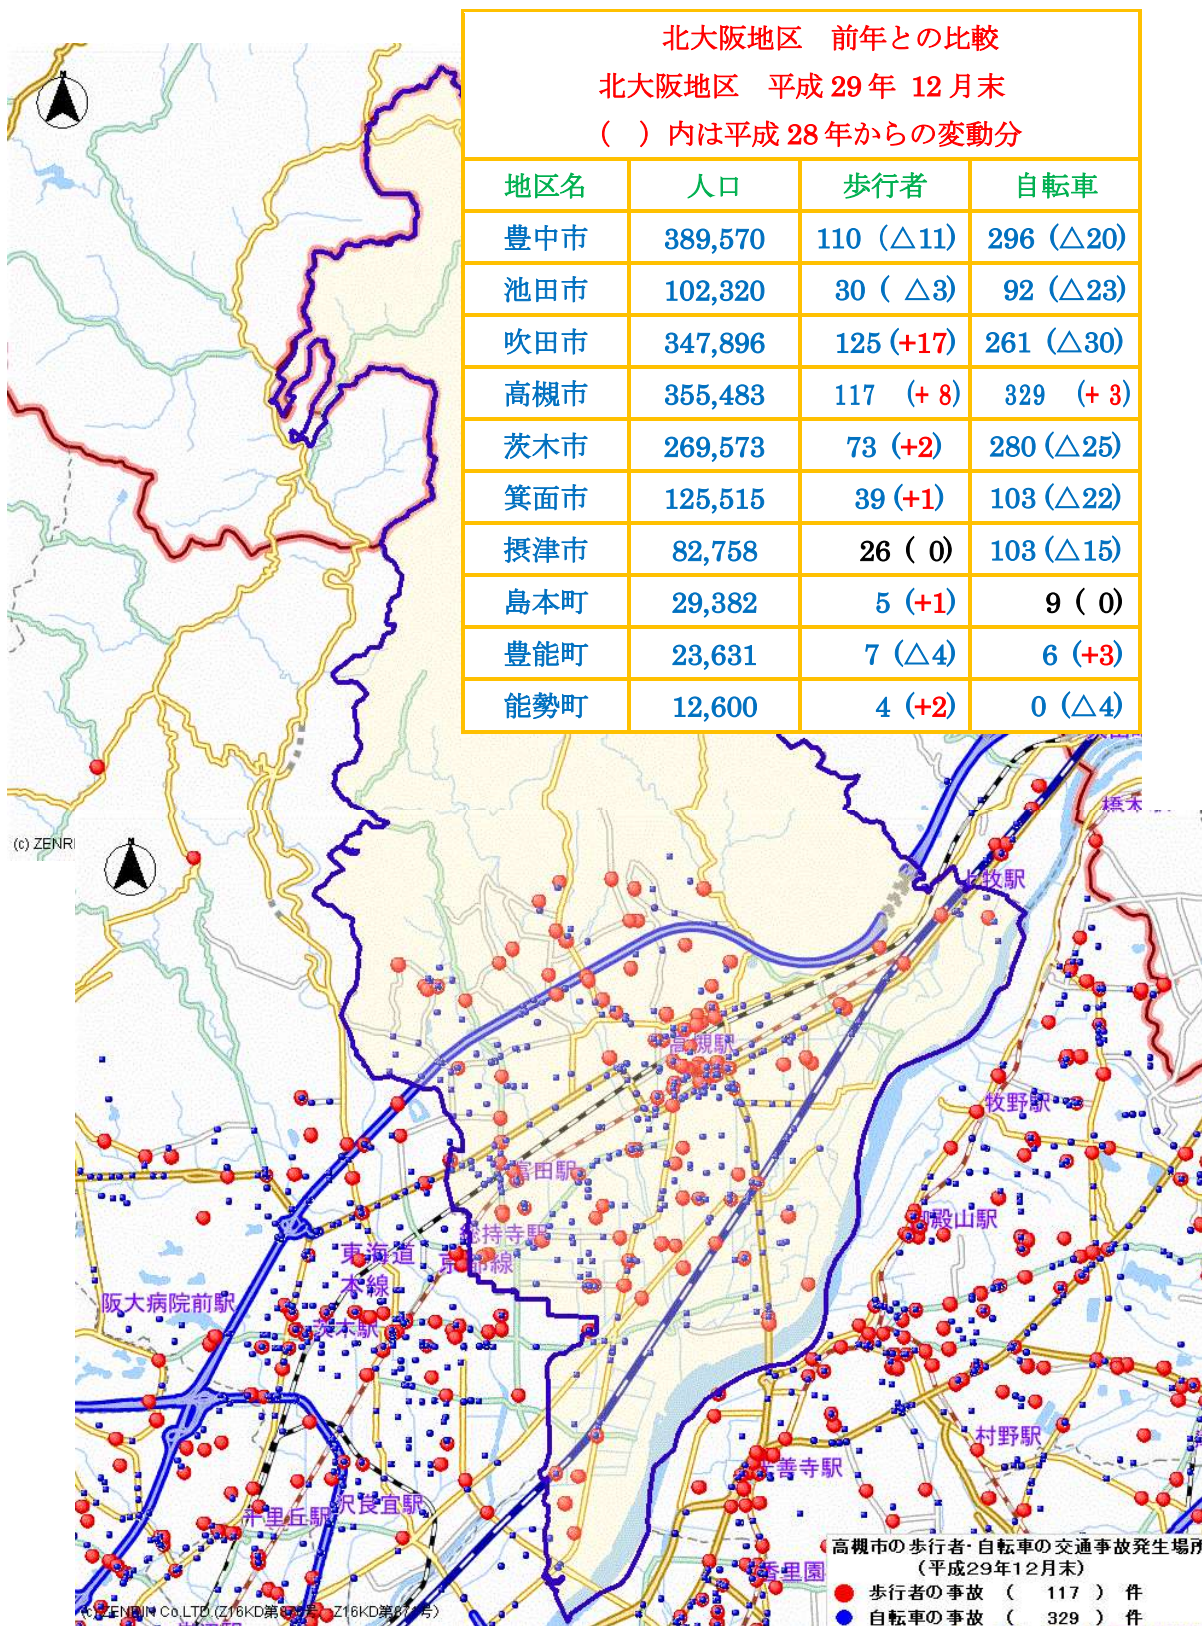 北大阪地区　前年との比較
北大阪地区　平成 29 年 12 月末
（　）内は平成 28 年からの変動分
地区名 人口 歩行者 自転車
豊中市 389,570 110 (△11) 296 (△20)
池田市 102,320 30 ( △3) 92 (△23)
吹田市 347,896 125 (+17) 261 (△30)
高槻市 355,483 117 (+ 8) 329 (+ 3)
茨木市 269,573 73 (+2) 280 (△25)
箕面市 125,515 39 (+1) 103 (△22)
摂津市 82,758 26 ( 0) 103 (△15)
島本町 29,382 5 (+1) 9 ( 0)
豊能町 23,631 7 (△4) 6 (+3)
能勢町 12,600 4 (+2) 0 (△4)
(c) ZENRI
上牧駅
高槻駅
牧野駅
富田駅
殿山駅
総持寺駅
東海道
本線
京都線
阪大病院前駅
茨木駅
村野駅
光善寺駅
沢良宜駅
千里丘駅
香里園
高槻市の歩行者・自転車の交通事故発生場所
(平成29年12月末)
歩行者の事故 （ 117 ） 件
自転車の事故 （ 329 ） 件